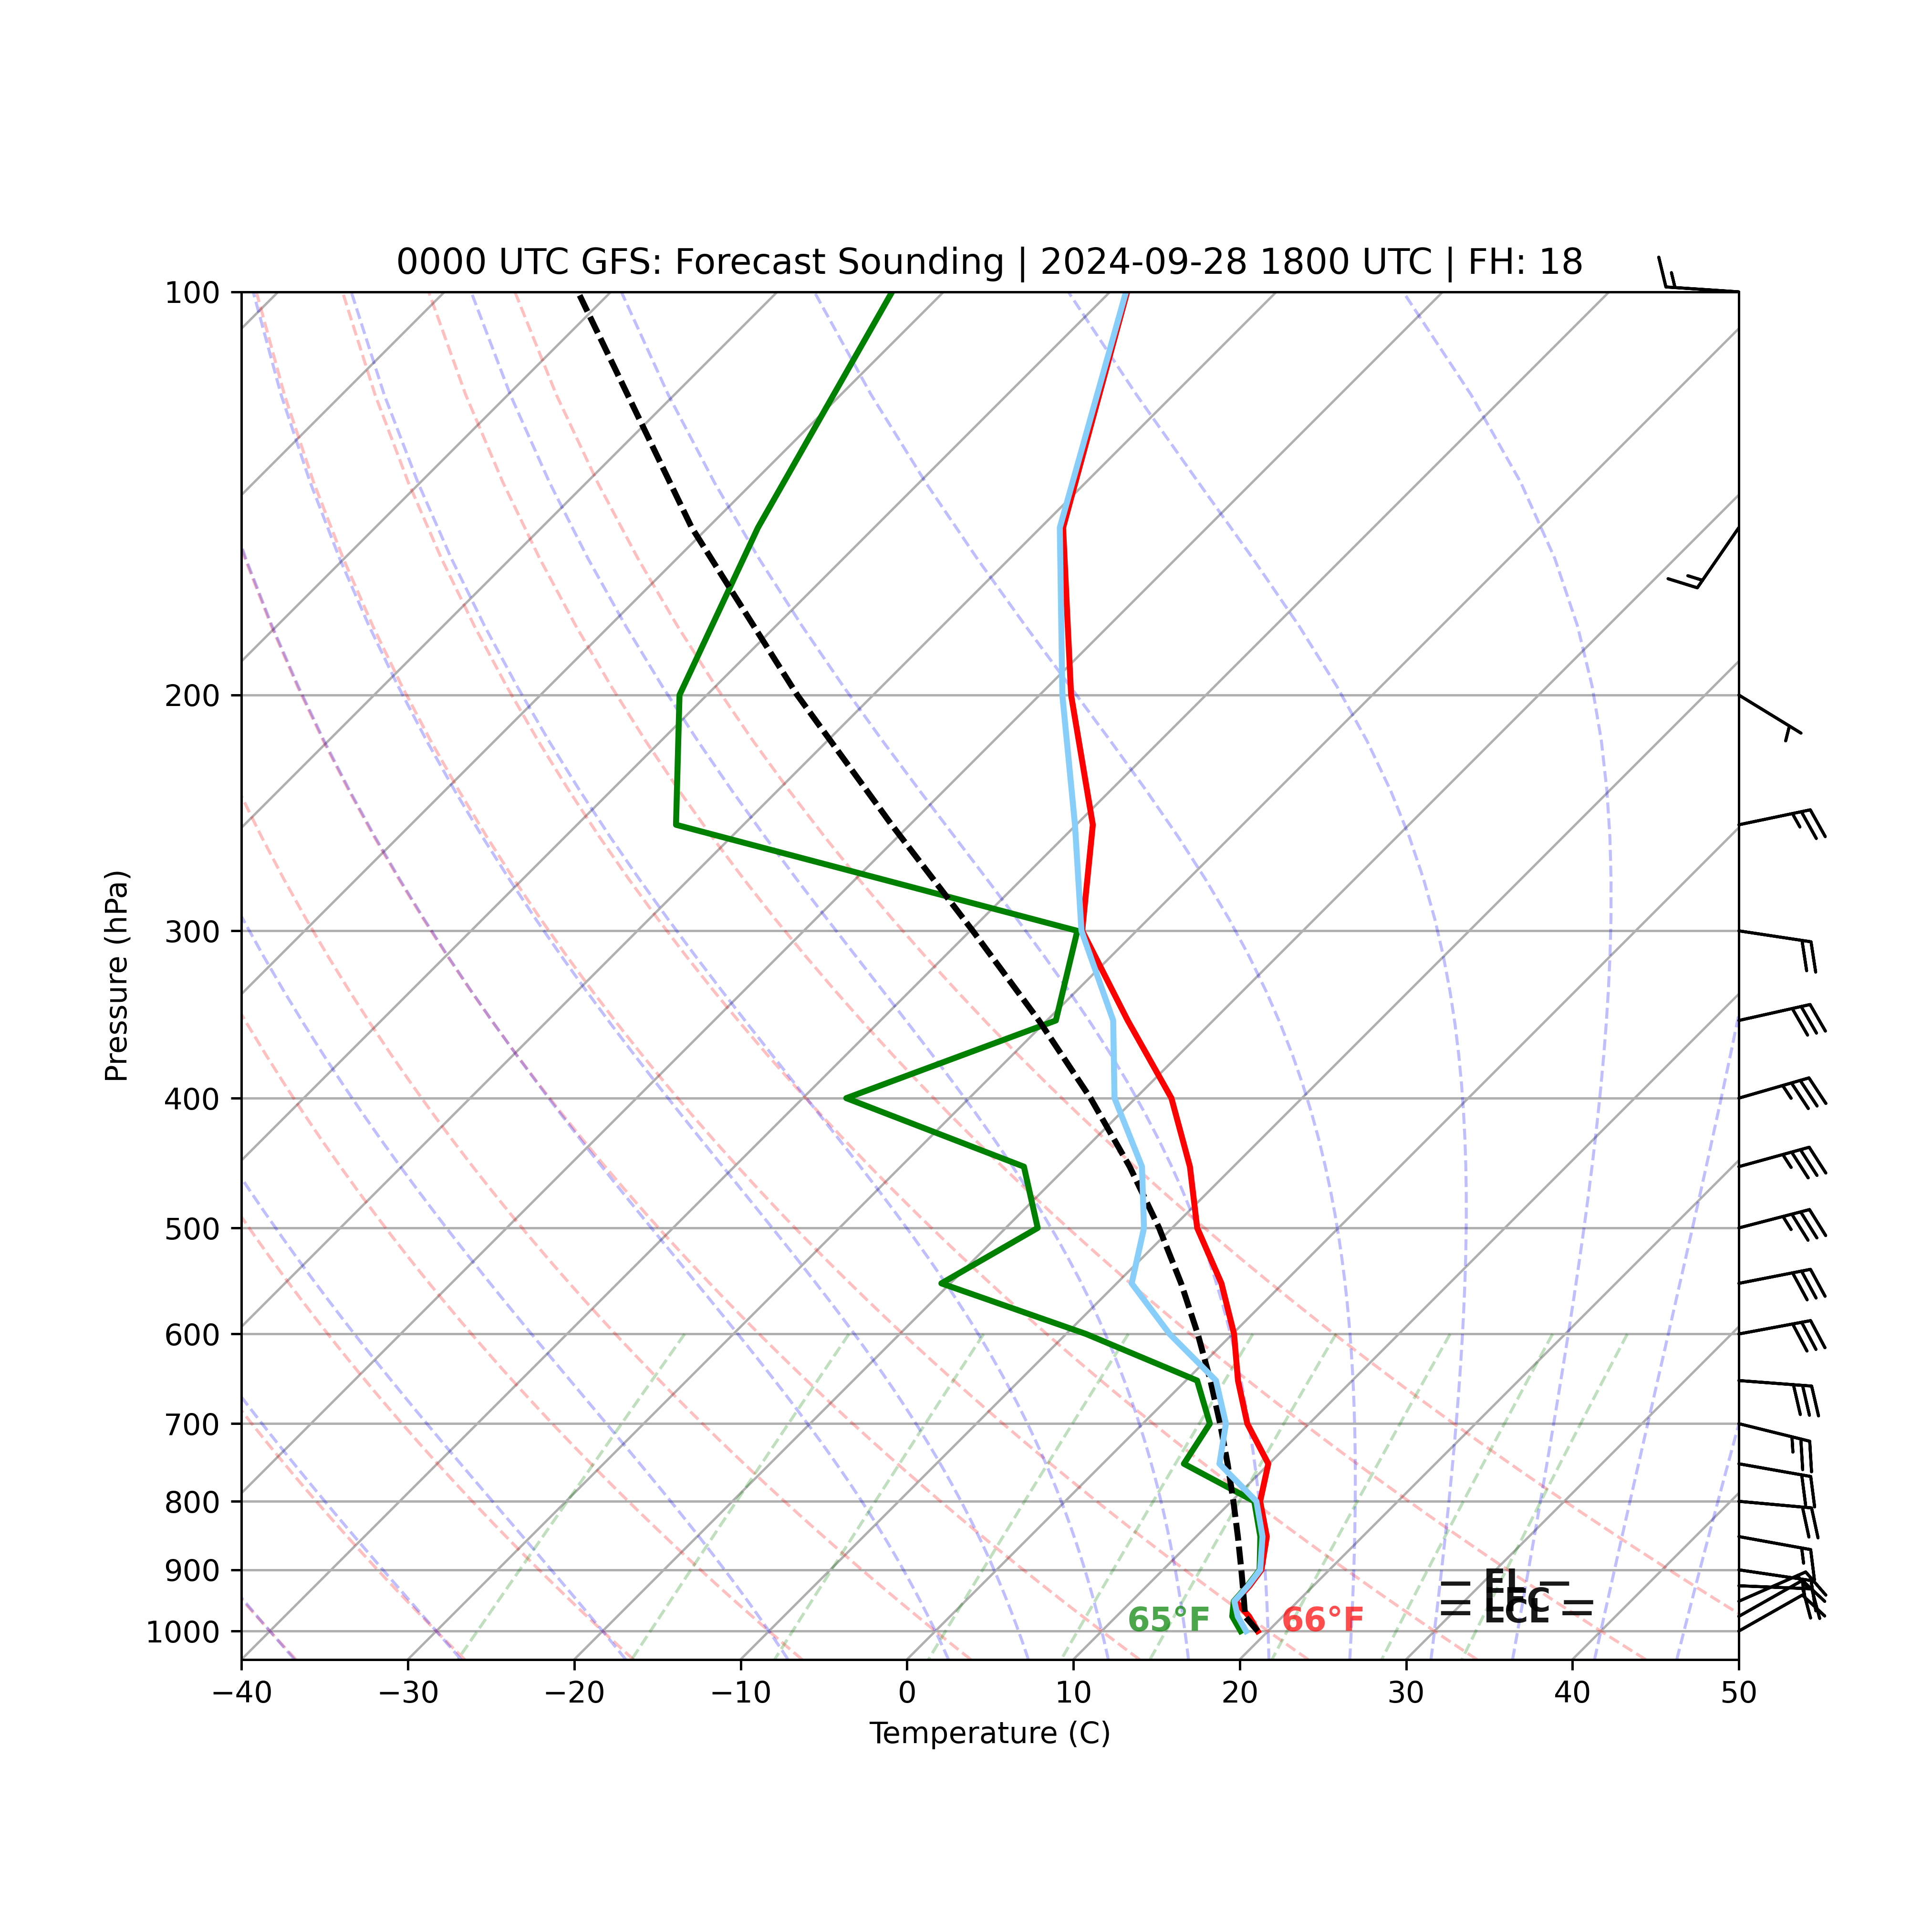 0000 UTC GFS: Forecast Sounding | 2024-09-28 1800 UTC | FH: 18
100
200
300
400
500
600
700
800
900
1000
Pressure (hPa)
— EL —
65°F
66°F
−40 −30 −20 −10 0 10 20 30 40 50
Temperature (C)